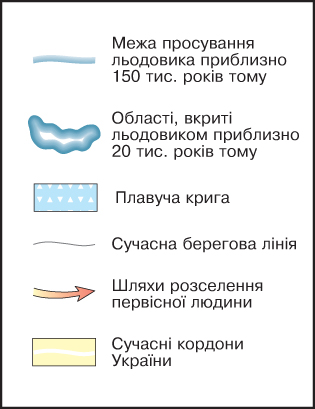 Межа просування
льодовика приблизно
150 тис. років тому
Області, вкриті
льодовиком приблизно
20 тис. років тому
Плавуча крига
Сучасна берегова лінія
Шляхи розселення
первісної людини
Сучасні кордони
України